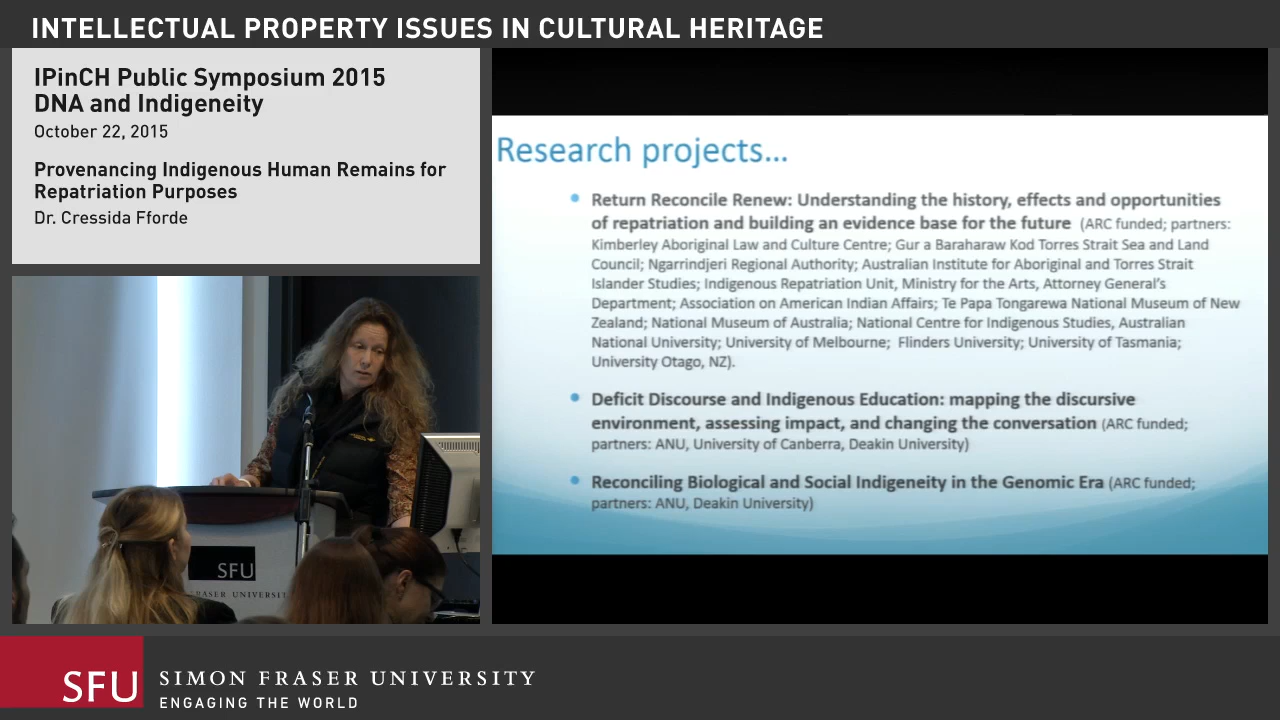 INTELLECTUAL PROPERTY ISSUES IN CULTURAL HERITAGE
IPinCH Public Symposium 2015
DNA and Indigeneity
October 22, 2015
Provenancing Indigenous Human Remains for
Repatriation Purposes
Dr. Cressida Fforde
Research projects...
• Return Reconcile Renew: Understanding the history, effects and opportunities
of repatriation and building an evidence base for the future (ARC funded; partners:
Kimberley Aboriginal Law and Culture Centre; Gur a Baraharaw Kod Torres Strait Sea and Land
Council; Ngarrindjeri Regional Authority; Australian Institute for Aboriginal and Torres Strait
Islander Studies; Indigenous Repatriation Unit, Ministry for the Arts, Attorney General's
Department; Association on American Indian Affairs; Te Papa Tongarewa National Museum of New
Zealand; National Museum of Australia; National Centre for Indigenous Studies, Australian
National University; University of Melbourne; Flinders University; University of Tasmania;
University Otago, NZ).
• Deficit Discourse and Indigenous Education: mapping the discursive
environment, assessing impact, and changing the conversation (ARC funded;
partners: ANU, University of Canberra, Deakin University)
• Reconciling Biological and Social Indigeneity in the Genomic Era (ARC funded;
partners: ANU, Deakin University)
SFU
FRASER UNIVERSI
SFU SIMON FRASER UNIVERSITY
ENGAGING THE WORLD